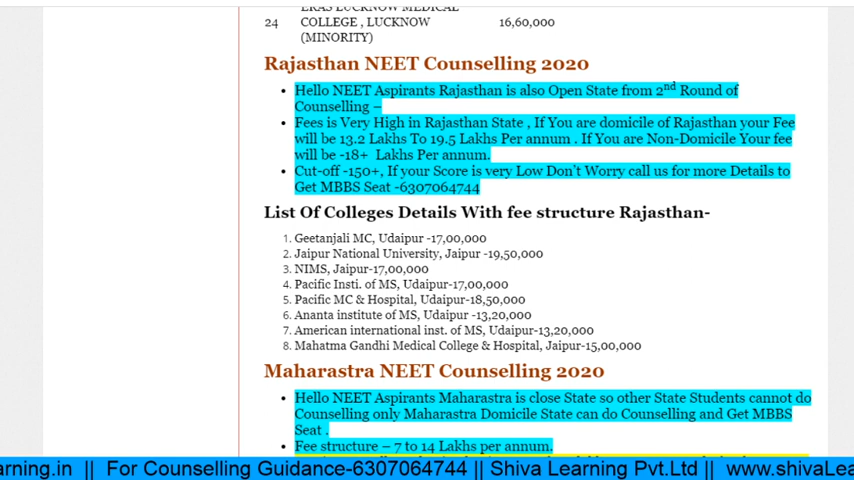 ERAS LUCKNOW MEDICAL
24 COLLEGE , LUCKNOW 16,60,000
(MINORITY)
Rajasthan NEET Counselling 2020
• Hello NEET Aspirants Rajasthan is also Open State from 2nd Round of
Counselling –
• Fees is Very High in Rajasthan State , If You are domicile of Rajasthan your Fee
will be 13.2 Lakhs To 19.5 Lakhs Per annum . If You are Non-Domicile Your fee
will be -18+ Lakhs Per annum.
• Cut-off -150+, If your Score is very Low Don't Worry call us for more Details to
Get MBBS Seat -6307064744
List Of Colleges Details With fee structure Rajasthan-
1. Geetanjali MC, Udaipur -17,00,000
2. Jaipur National University, Jaipur -19,50,000
3. NIMS, Jaipur-17,00,000
4. Pacific Insti. of MS, Udaipur-17,00,000
5. Pacific MC & Hospital, Udaipur-18,50,000
6. Ananta institute of MS, Udaipur -13,20,000
7. American international inst. of MS, Udaipur-13,20,000
8. Mahatma Gandhi Medical College & Hospital, Jaipur-15,00,000
Maharastra NEET Counselling 2020
• Hello NEET Aspirants Maharastra is close State so other State Students cannot do
Counselling only Maharastra Domicile State can do Counselling and Get MBBS
Seat .
• Fee structure – 7 to 14 Lakhs per annum.
arning.in || For Counselling Guidance-6307064744 || Shiva Learning Pvt.Ltd || www.shivaLea